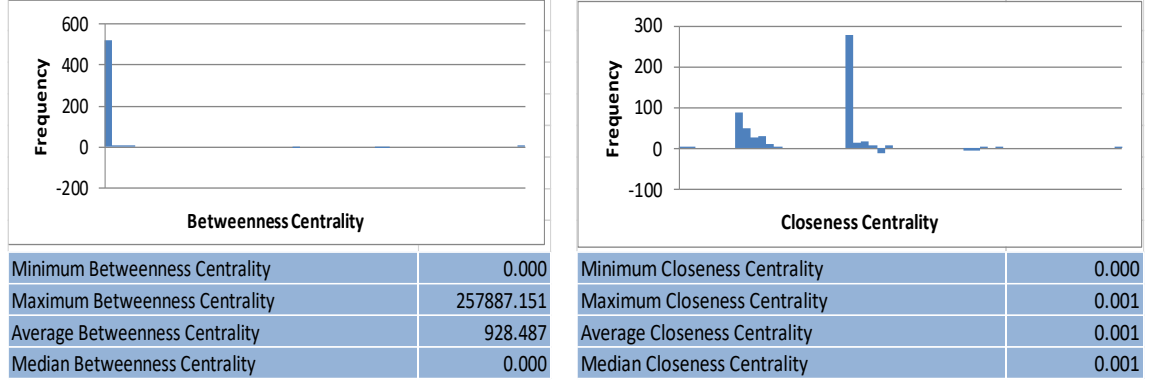 600
400
200
0
-200
Frequency
Betweenness Centrality
Minimum Betweenness Centrality 0.000
Maximum Betweenness Centrality 257887.151
Average Betweenness Centrality 928.487
Median Betweenness Centrality 0.000
300
200
100
0
-100
Frequency
Closeness Centrality
Minimum Closeness Centrality 0.000
Maximum Closeness Centrality 0.001
Average Closeness Centrality 0.001
Median Closeness Centrality 0.001